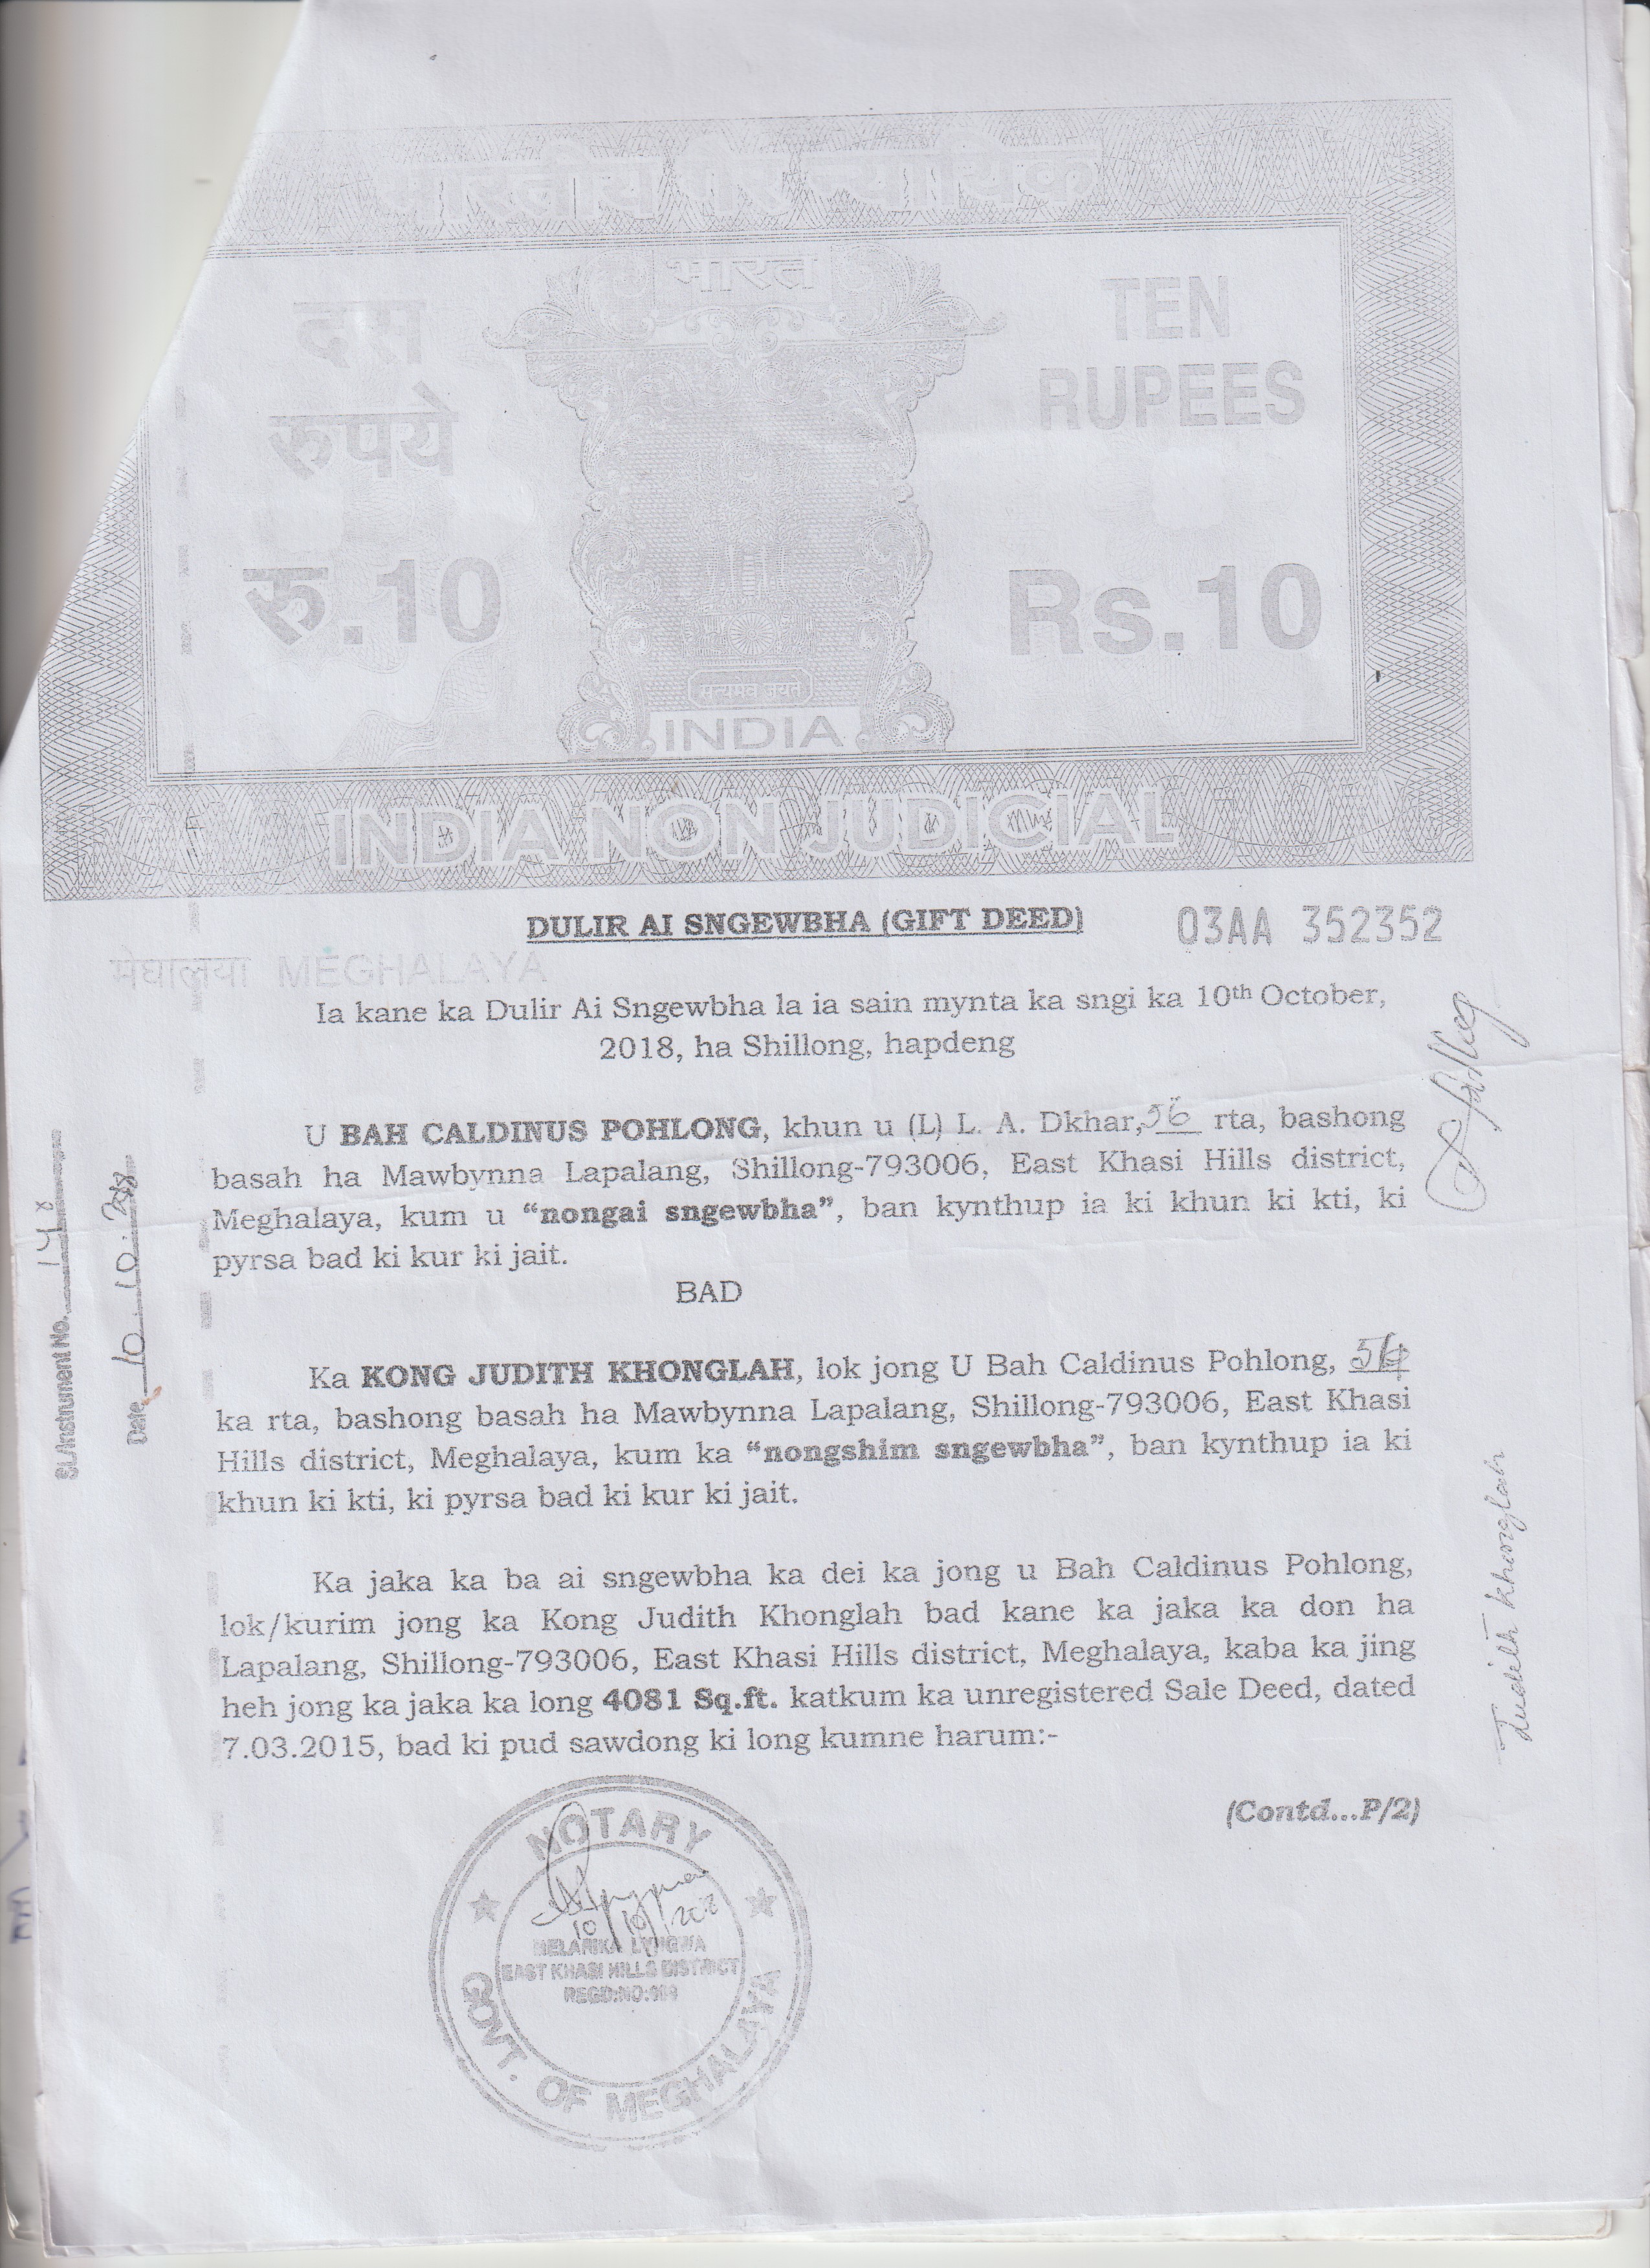 भारतीय गैर न्यायिक
भारत
दस
रुपये
TEN
RUPEES
रु.10
Rs.10
सत्यमेव जयते
INDIA
INDIA NON JUDICIAL
DULIR AI SNGEWBHA (GIFT DEED)
03AA 352352
मेघालया MEGHALAYA
Ia kane ka Dulir Ai Sngewbha la ia sain mynta ka sngi ka 10th October,
2018, ha Shillong, hapdeng
U BAH CALDINUS POHLONG, khun u (L) L. A. Dkhar, 56 rta, bashong
basah ha Mawbynna Lapalang, Shillong-793006, East Khasi Hills district,
Meghalaya, kum u “nongai sngewbha”, ban kynthup ia ki khun ki kti, ki
pyrsa bad ki kur ki jait.
BAD
Ka KONG JUDITH KHONGLAH, lok jong U Bah Caldinus Pohlong,
ka rta, bashong basah ha Mawbynna Lapalang, Shillong-793006, East Khasi
Hills district, Meghalaya, kum ka “nongshim sngewbha”, ban kynthup ia ki
khun ki kti, ki pyrsa bad ki kur ki jait.
Ka jaka ka ba ai sngewbha ka dei ka jong u Bah Caldinus Pohlong,
lok/kurim jong ka Kong Judith Khonglah bad kane ka jaka ka don ha
Lapalang, Shillong-793006, East Khasi Hills district, Meghalaya, kaba ka jing
heh jong ka jaka ka long 4081 Sq.ft. katkum ka unregistered Sale Deed, dated
7.03.2015, bad ki pud sawdong ki long kumne harum:-
(Contd...P/2)
Sl./Instrument No.
Date 10.10.2018
Judith Khonglah
NOTARY
10/10/2018
EAST KHASI HILLS DISTRICT
REGD:NO:
GOVT. OF MEGHALAYA